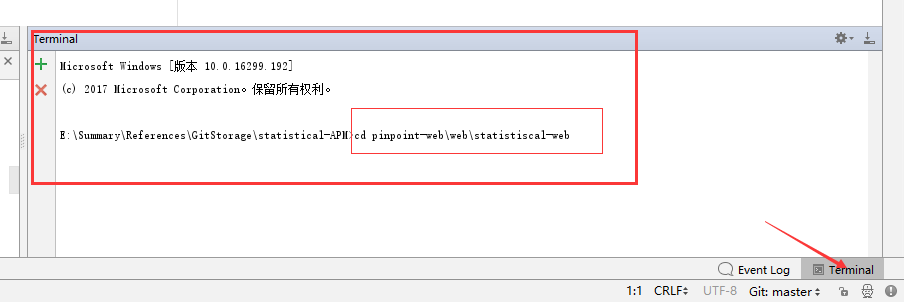 Terminal
Microsoft Windows [版本 10.0.16299.192]
(c) 2017 Microsoft Corporation。保留所有权利。
E:\Summary\References\GitStorage\statistical-APM>cd pinpoint-web\web\statistiscal-web
Event Log
Terminal
1:1 CRLF UTF-8 Git: master